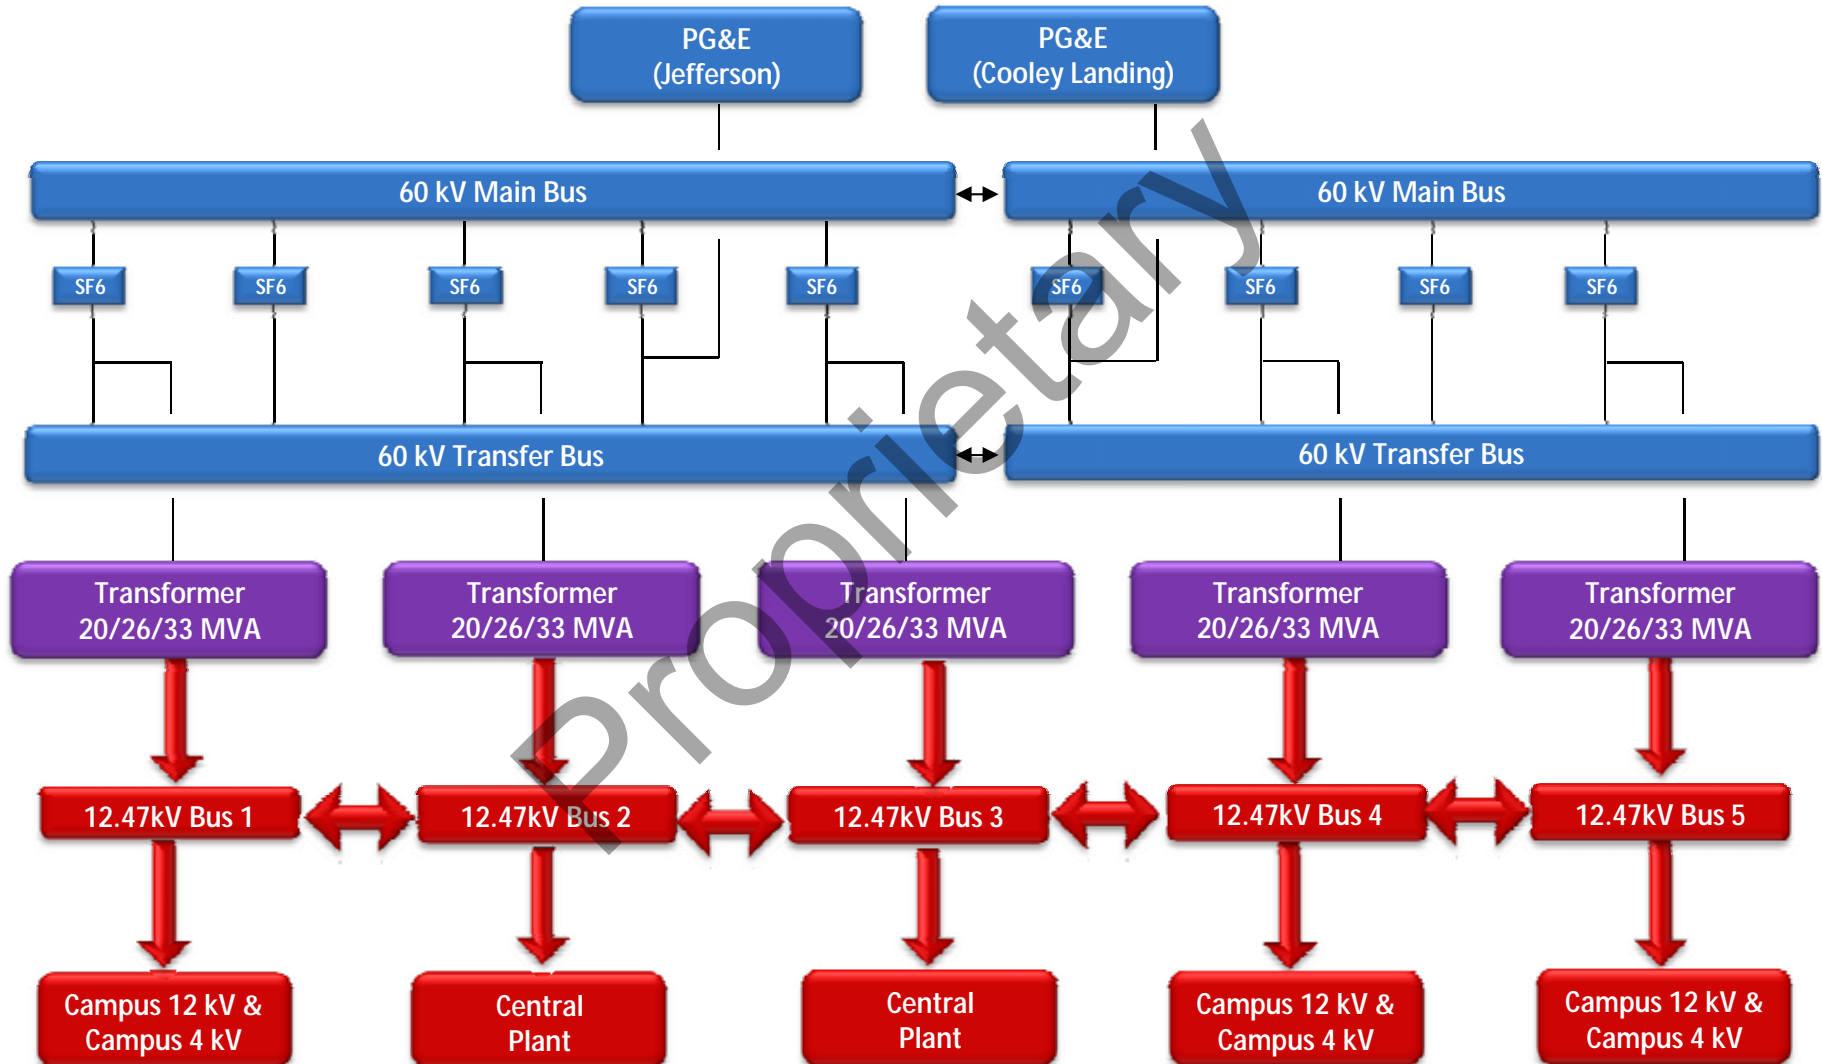 PG&E
(Jefferson)
PG&E
(Cooley Landing)
60 kV Main Bus
60 kV Main Bus
SF6
SF6
SF6
SF6
SF6
SF6
SF6
SF6
SF6
60 kV Transfer Bus
60 kV Transfer Bus
Proprietary
Transformer
20/26/33 MVA
Transformer
20/26/33 MVA
Transformer
20/26/33 MVA
Transformer
20/26/33 MVA
Transformer
20/26/33 MVA
12.47kV Bus 1
12.47kV Bus 2
12.47kV Bus 3
12.47kV Bus 4
12.47kV Bus 5
Campus 12 kV &
Campus 4 kV
Central
Plant
Central
Plant
Campus 12 kV &
Campus 4 kV
Campus 12 kV &
Campus 4 kV